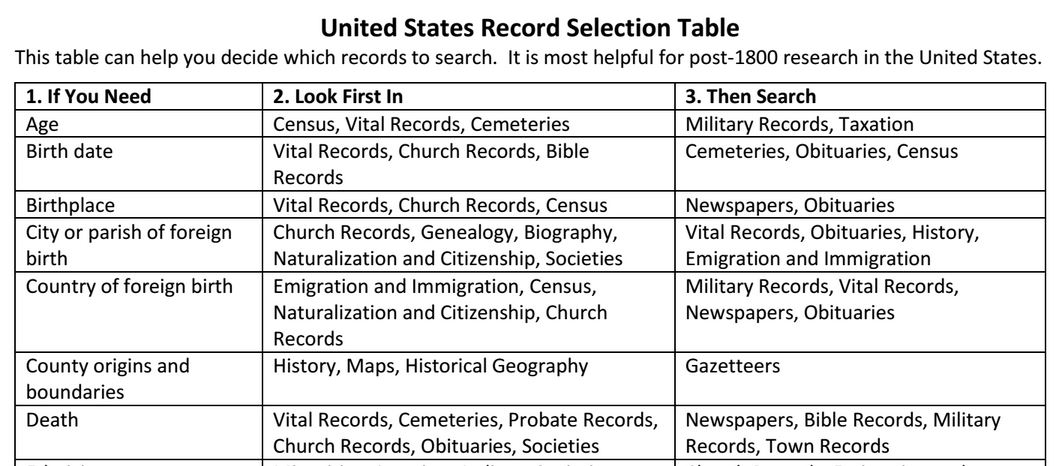 United States Record Selection Table
This table can help you decide which records to search. It is most helpful for post-1800 research in the United States.
1. If You Need
2. Look First In
3. Then Search
Age
Census, Vital Records, Cemeteries
Military Records, Taxation
Birth date
Vital Records, Church Records, Bible
Records
Cemeteries, Obituaries, Census
Birthplace
Vital Records, Church Records, Census
Newspapers, Obituaries
City or parish of foreign
birth
Church Records, Genealogy, Biography,
Naturalization and Citizenship, Societies
Vital Records, Obituaries, History,
Emigration and Immigration
Country of foreign birth
Emigration and Immigration, Census,
Naturalization and Citizenship, Church
Records
Military Records, Vital Records,
Newspapers, Obituaries
County origins and
boundaries
History, Maps, Historical Geography
Gazetteers
Death
Vital Records, Cemeteries, Probate Records,
Church Records, Obituaries, Societies
Newspapers, Bible Records, Military
Records, Town Records